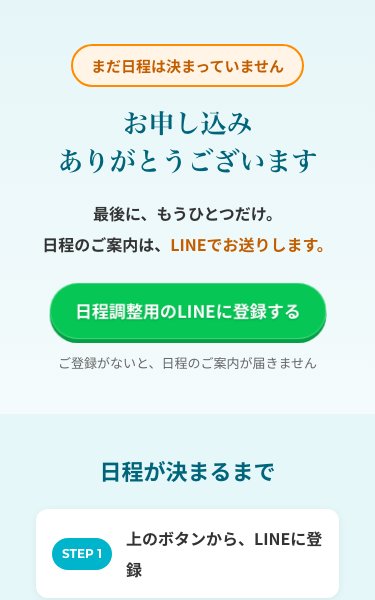 まだ日程は決まっていません
お申し込み
ありがとうございます
最後に、もうひとつだけ。
日程のご案内は、LINEでお送りします。
日程調整用のLINEに登録する
ご登録がないと、日程のご案内が届きません
日程が決まるまで
STEP 1
上のボタンから、LINEに登
録